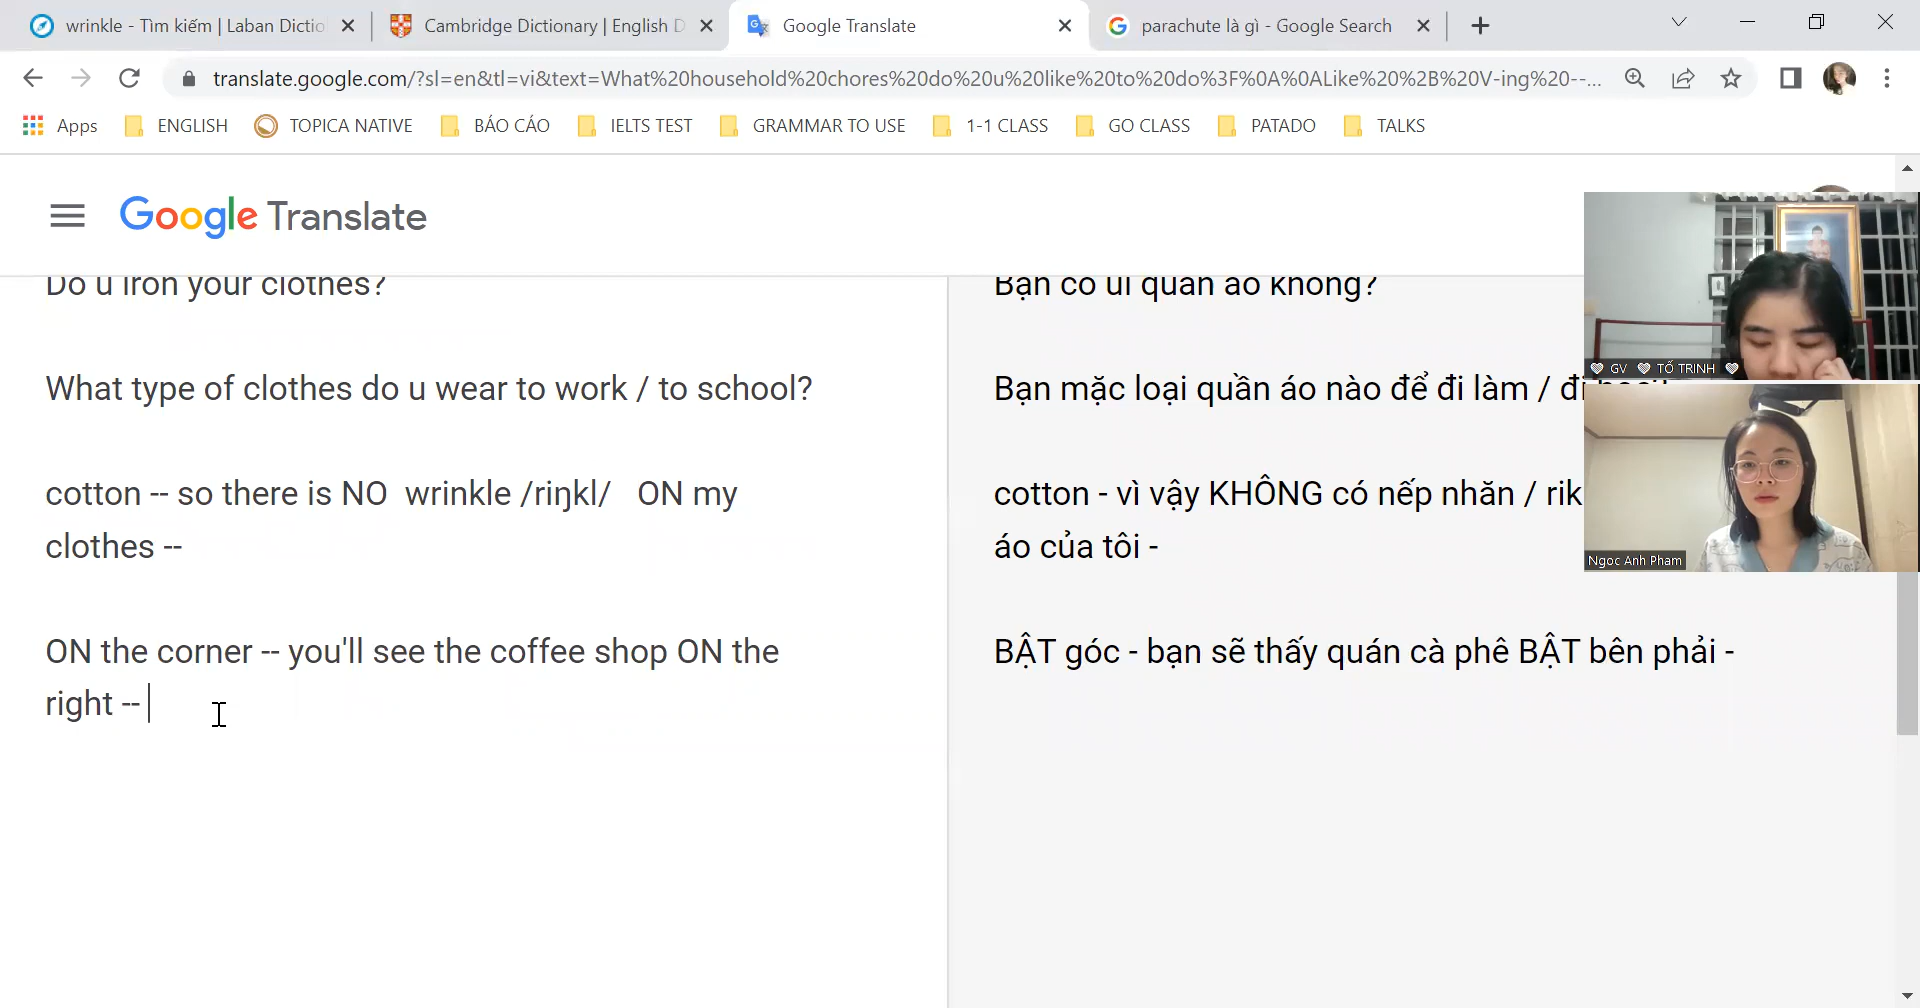 wrinkle - Tìm kiếm | Laban Dictio
Cambridge Dictionary | English D
Google Translate
parachute là gì - Google Search
translate.google.com/?sl=en&tl=vi&text=What%20household%20chores%20do%20u%20like%20to%20do%3F%0A%0ALike%20%2B%20V-ing%20--...
Apps
ENGLISH
TOPICA NATIVE
BÁO CÁO
IELTS TEST
GRAMMAR TO USE
1-1 CLASS
GO CLASS
PATADO
TALKS
Google Translate
Do u iron your clothes?
What type of clothes do u wear to work / to school?
cotton -- so there is NO wrinkle /riŋkl/ ON my
clothes --
ON the corner -- you'll see the coffee shop ON the
right --
Bạn có ủi quần áo không?
Bạn mặc loại quần áo nào để đi làm / đi
cotton - vì vậy KHÔNG có nếp nhăn / rik
áo của tôi -
BẬT góc - bạn sẽ thấy quán cà phê BẬT bên phải -
GV TỐ TRINH
Ngoc Anh Pham